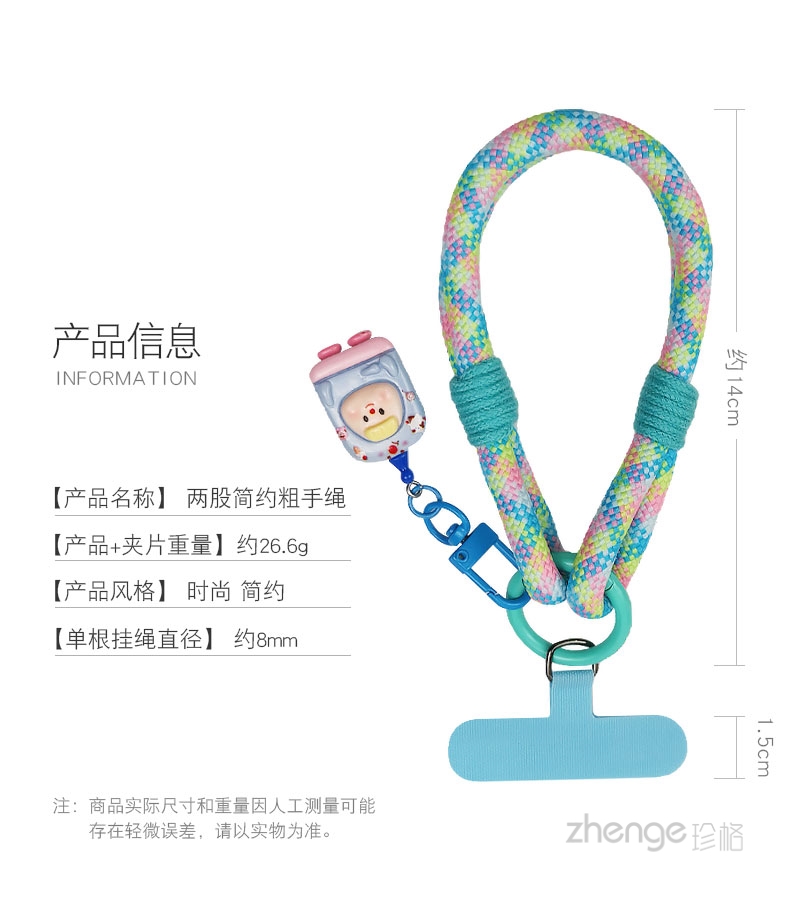 产品信息
INFORMATION
【产品名称】 两股简约粗手绳
【产品+夹片重量】约26.6g
【产品风格】 时尚 简约
【单根挂绳直径】 约8mm
注：商品实际尺寸和重量因人工测量可能
存在轻微误差，请以实物为准。
约14cm
1.5cm
zhenge珍格